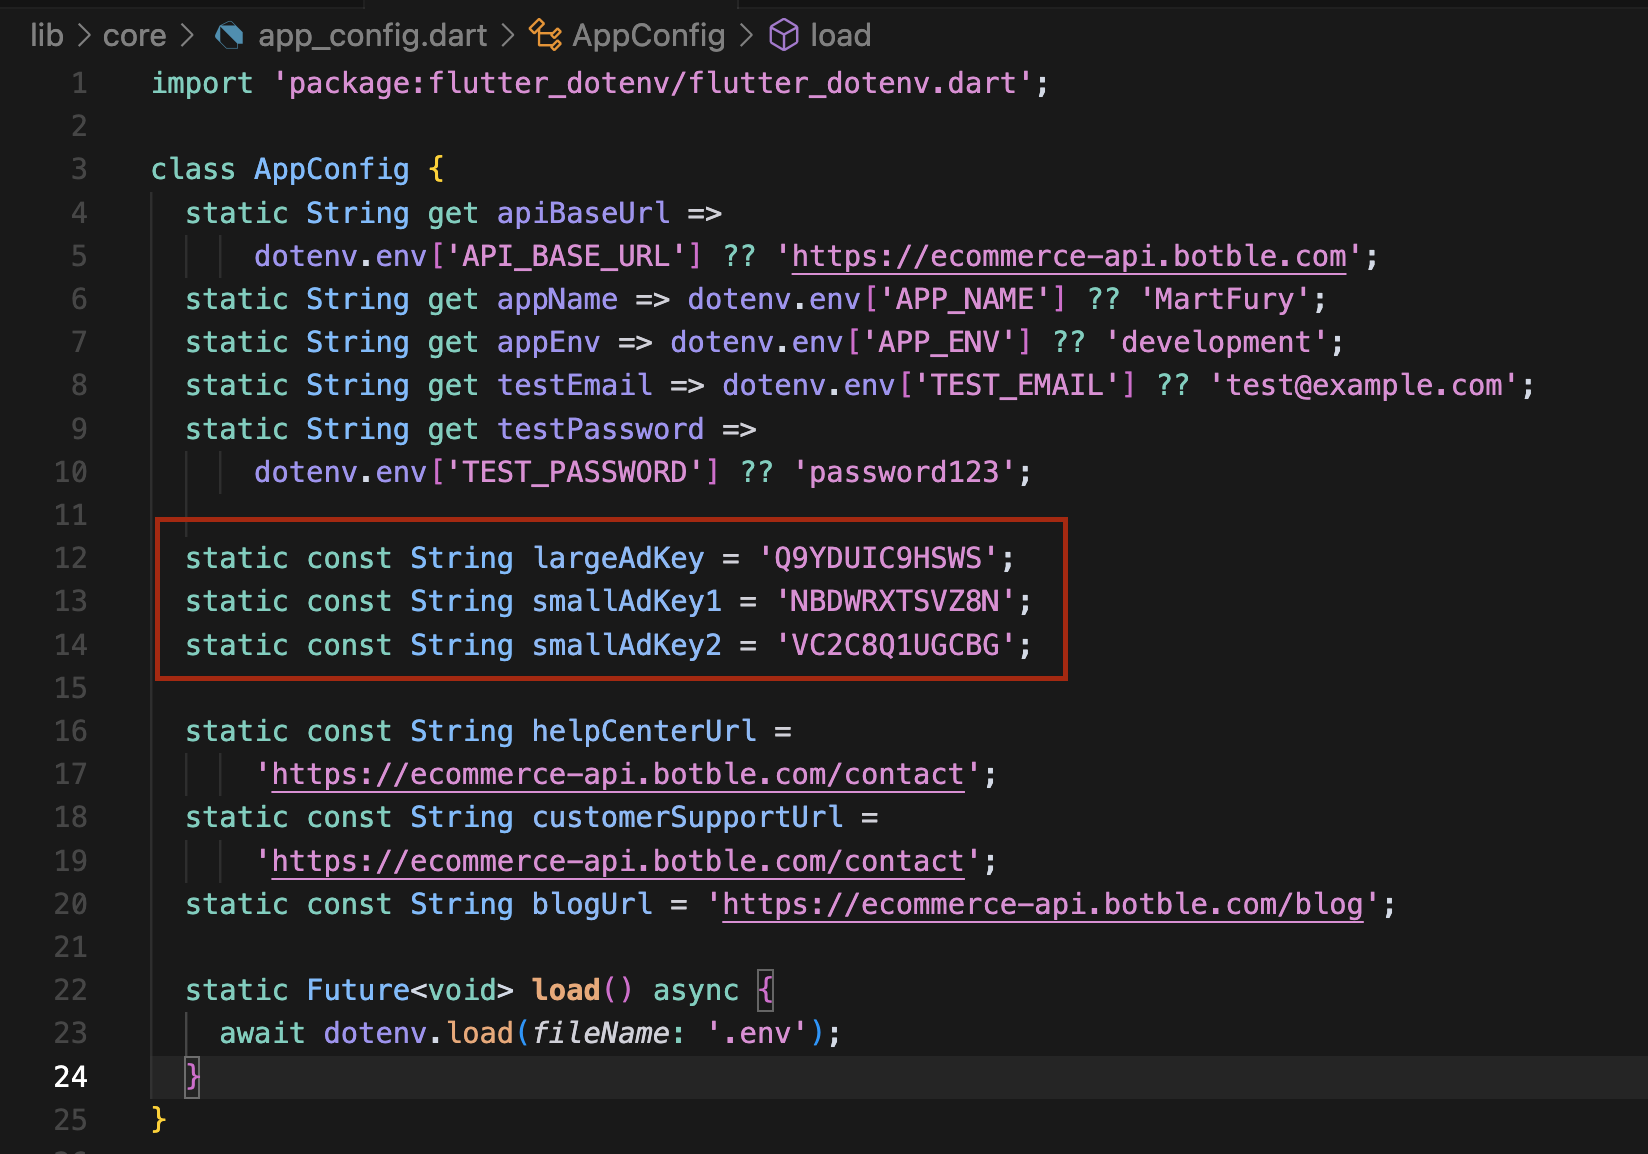 lib > core > app_config.dart > AppConfig > load
1 import 'package:flutter_dotenv/flutter_dotenv.dart';
2
3 class AppConfig {
4 static String get apiBaseUrl =>
5 dotenv.env['API_BASE_URL'] ?? 'https://ecommerce-api.botble.com';
6 static String get appName => dotenv.env['APP_NAME'] ?? 'MartFury';
7 static String get appEnv => dotenv.env['APP_ENV'] ?? 'development';
8 static String get testEmail => dotenv.env['TEST_EMAIL'] ?? 'test@example.com';
9 static String get testPassword =>
10 dotenv.env['TEST_PASSWORD'] ?? 'password123';
11
12 static const String largeAdKey = 'Q9YDUIC9HSWS';
13 static const String smallAdKey1 = 'NBDWRXTSVZ8N';
14 static const String smallAdKey2 = 'VC2C8Q1UGCBG';
15
16 static const String helpCenterUrl =
17 'https://ecommerce-api.botble.com/contact';
18 static const String customerSupportUrl =
19 'https://ecommerce-api.botble.com/contact';
20 static const String blogUrl = 'https://ecommerce-api.botble.com/blog';
21
22 static Future<void> load() async {
23 await dotenv.load(fileName: '.env');
24 }
25 }